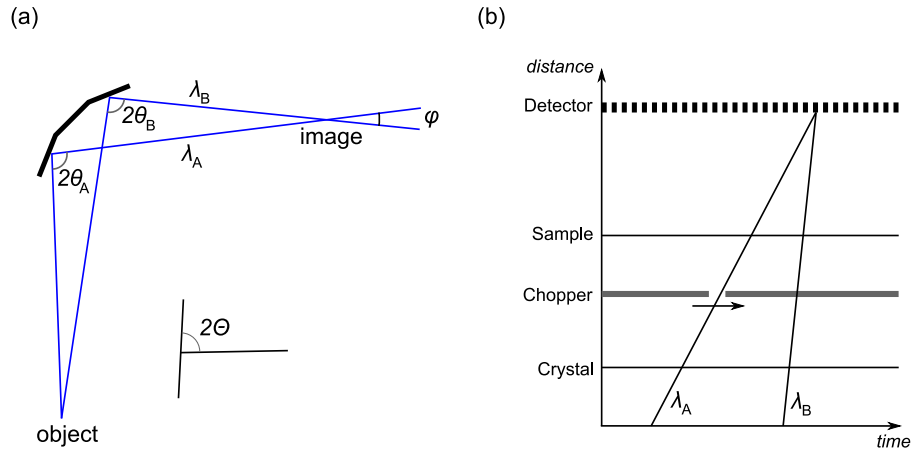 (a)
λB
2θB
φ
image
λA
2θA
2Θ
object
(b)
distance
Detector
Sample
Chopper
Crystal
λA
λB
time